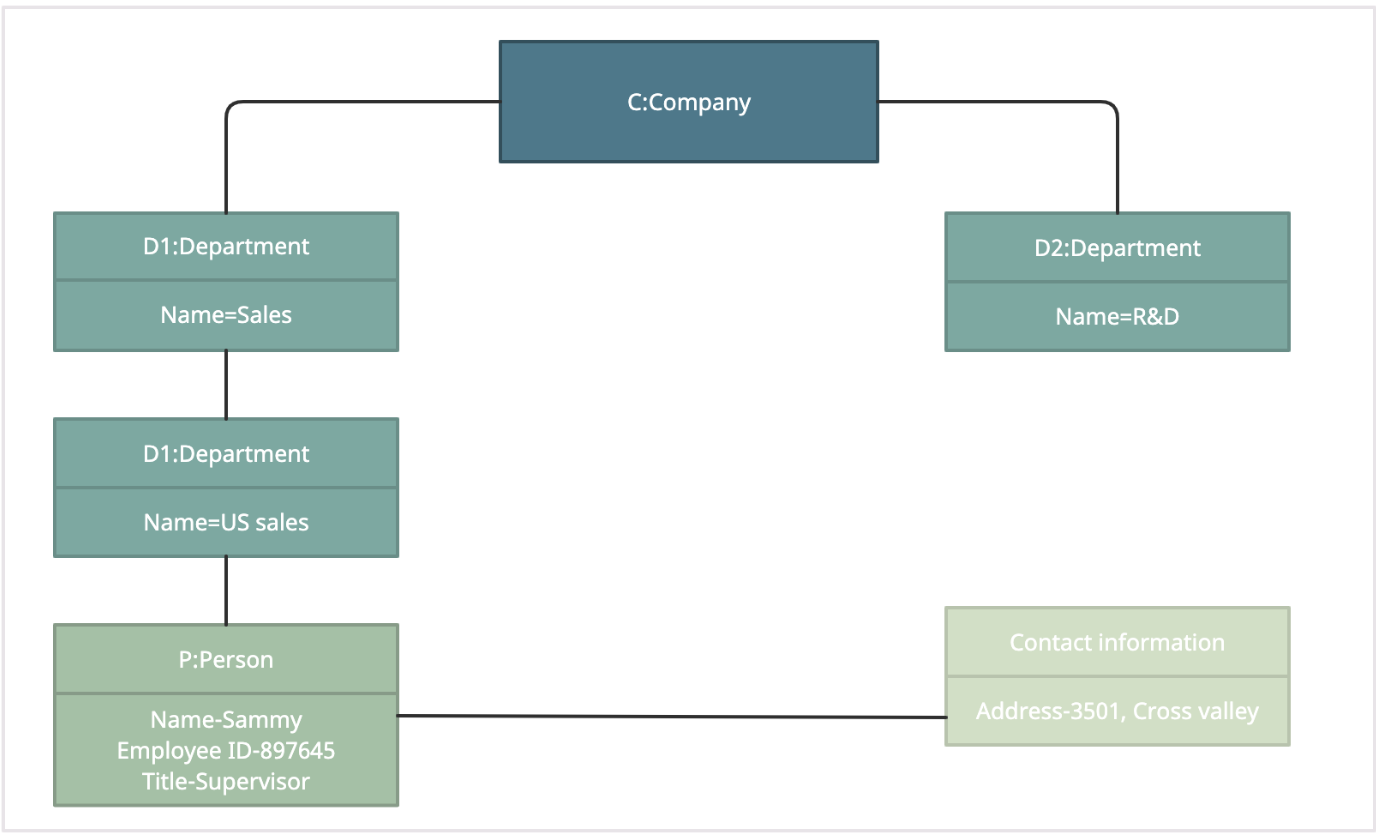 C:Company
D1:Department
Name=Sales
D2:Department
Name=R&D
D1:Department
Name=US sales
P:Person
Name-Sammy
Employee ID-897645
Title-Supervisor
Contact information
Address-3501, Cross valley